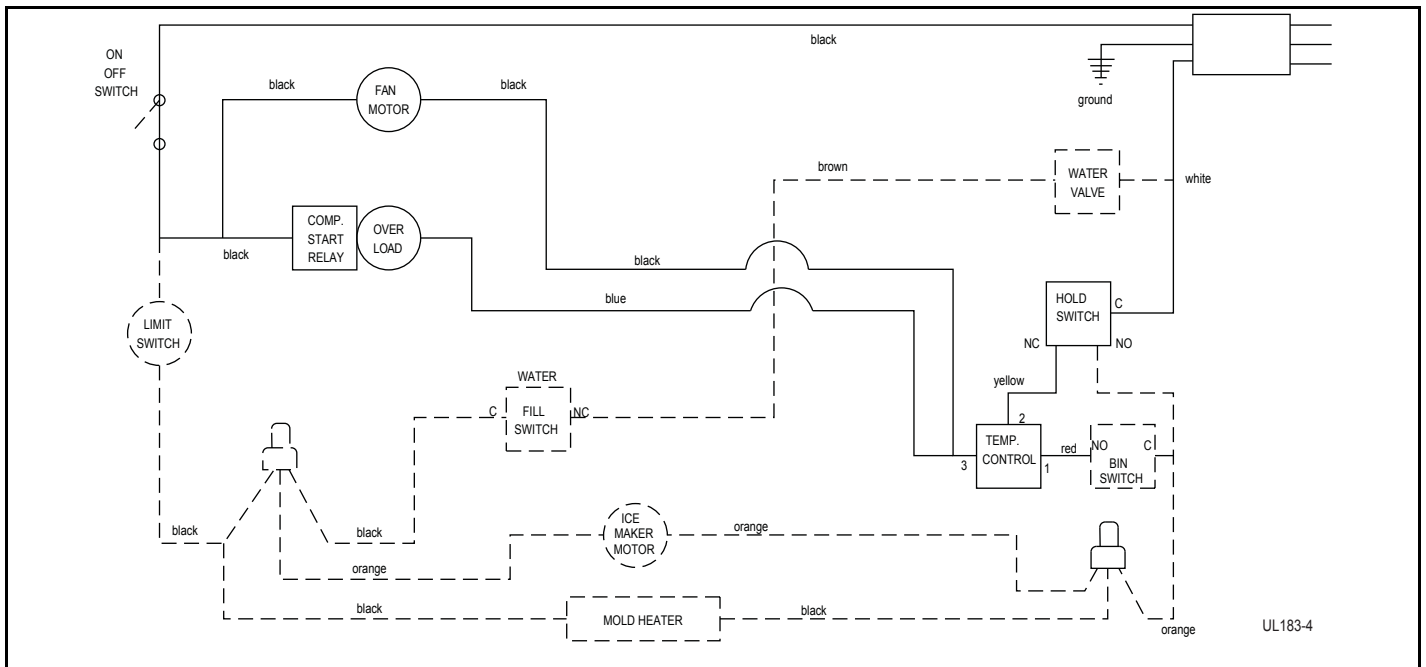 black
ON
OFF
SWITCH
ground
black
FAN
MOTOR
black
brown
WATER
VALVE
white
COMP.
START
RELAY
OVER
LOAD
black
black
blue
HOLD
SWITCH
C
NC
NO
LIMIT
SWITCH
yellow
WATER
C
FILL
SWITCH
NC
2
TEMP.
CONTROL
3
1
red
NO
C
BIN
SWITCH
black
black
orange
ICE
MAKER
MOTOR
orange
black
MOLD HEATER
black
orange
UL183-4